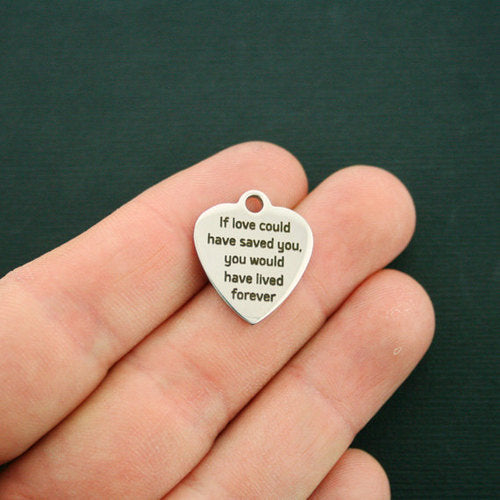 If love could
have saved you,
you would
have lived
forever